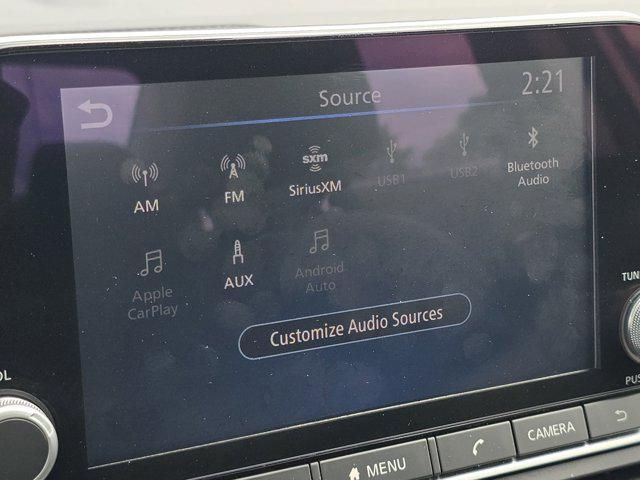 Source
2:21
AM
FM
sxm
SiriusXM
USB1
USB2
Bluetooth
Audio
Apple
CarPlay
AUX
Android
Auto
Customize Audio Sources
TUN
PUS
OL
MENU
CAMERA